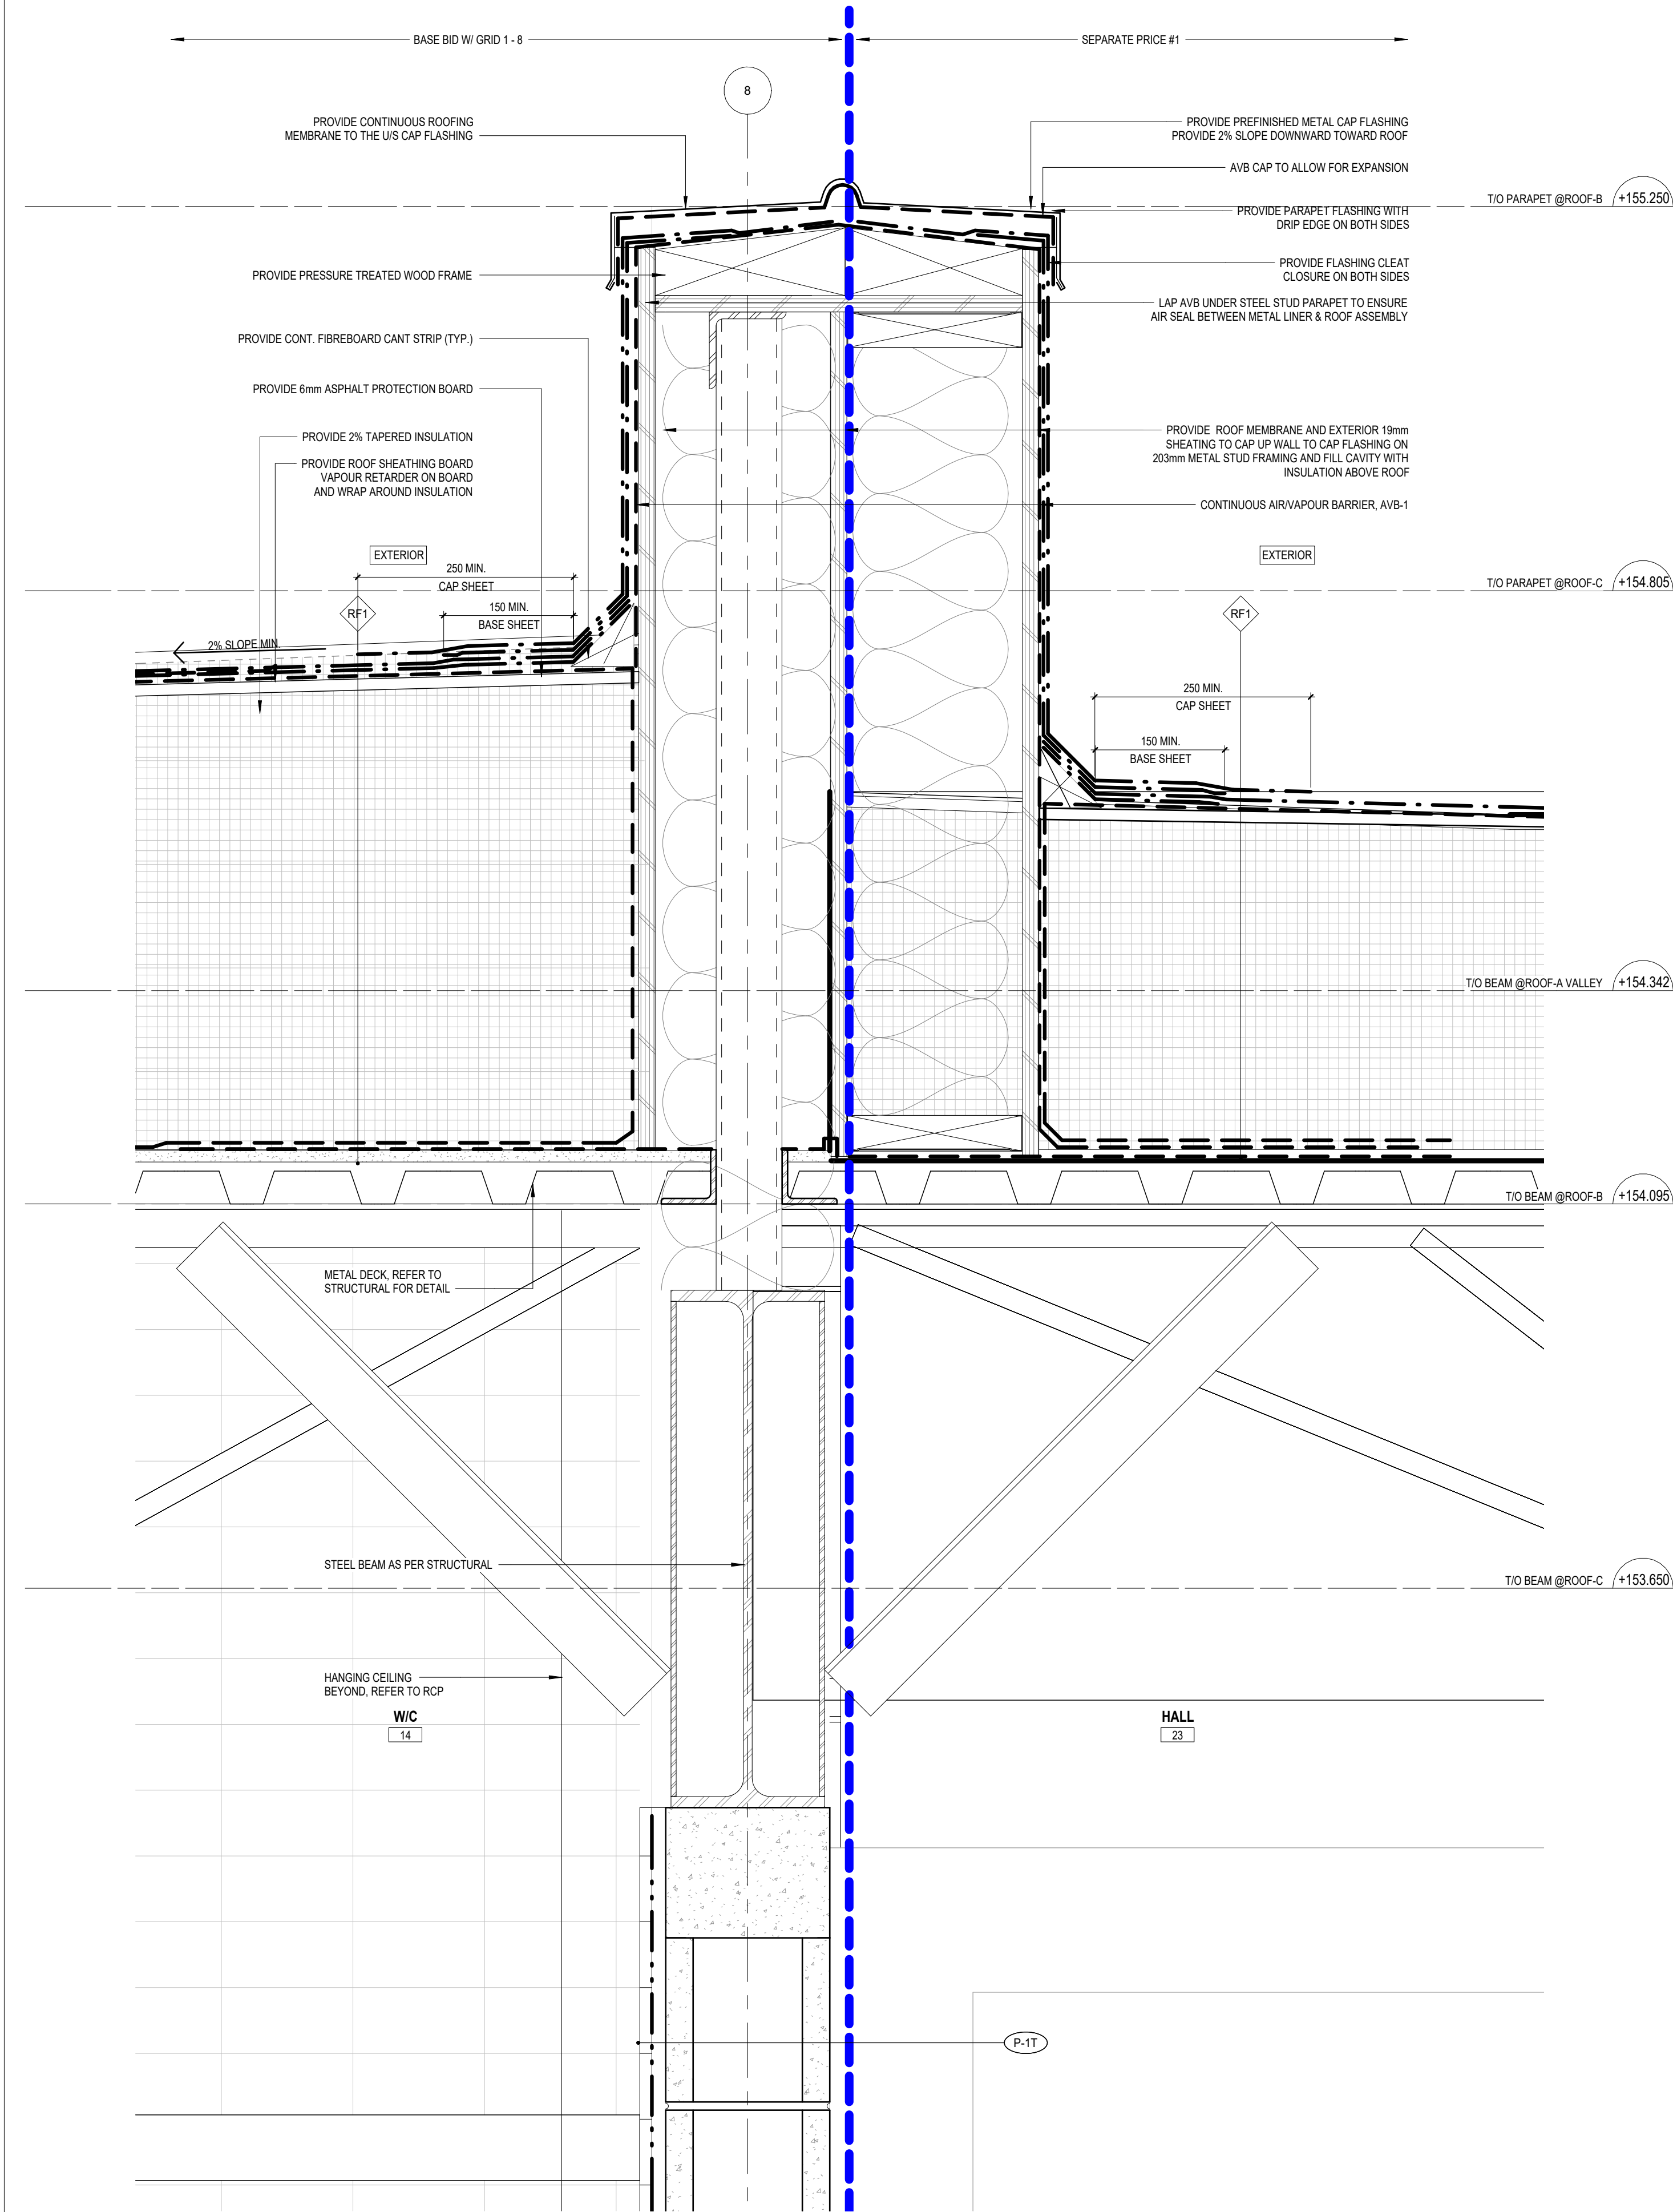 BASE BID W/ GRID 1 - 8
SEPARATE PRICE #1
8
PROVIDE CONTINUOUS ROOFING
MEMBRANE TO THE U/S CAP FLASHING
PROVIDE PREFINISHED METAL CAP FLASHING
PROVIDE 2% SLOPE DOWNWARD TOWARD ROOF
AVB CAP TO ALLOW FOR EXPANSION
T/O PARAPET @ROOF-B
+155.250
PROVIDE PARAPET FLASHING WITH
DRIP EDGE ON BOTH SIDES
PROVIDE PRESSURE TREATED WOOD FRAME
PROVIDE FLASHING CLEAT
CLOSURE ON BOTH SIDES
LAP AVB UNDER STEEL STUD PARAPET TO ENSURE
AIR SEAL BETWEEN METAL LINER & ROOF ASSEMBLY
PROVIDE CONT. FIBREBOARD CANT STRIP (TYP.)
PROVIDE 6mm ASPHALT PROTECTION BOARD
PROVIDE 2% TAPERED INSULATION
PROVIDE ROOF SHEATHING BOARD
VAPOUR RETARDER ON BOARD
AND WRAP AROUND INSULATION
PROVIDE ROOF MEMBRANE AND EXTERIOR 19mm
SHEATING TO CAP UP WALL TO CAP FLASHING ON
203mm METAL STUD FRAMING AND FILL CAVITY WITH
INSULATION ABOVE ROOF
CONTINUOUS AIR/VAPOUR BARRIER, AVB-1
EXTERIOR
EXTERIOR
250 MIN.
CAP SHEET
T/O PARAPET @ROOF-C
+154.805
RF1
150 MIN.
BASE SHEET
RF1
2% SLOPE MIN.
250 MIN.
CAP SHEET
150 MIN.
BASE SHEET
T/O BEAM @ROOF-A VALLEY
+154.342
T/O BEAM @ROOF-B
+154.095
METAL DECK, REFER TO
STRUCTURAL FOR DETAIL
STEEL BEAM AS PER STRUCTURAL
T/O BEAM @ROOF-C
+153.650
HANGING CEILING
BEYOND, REFER TO RCP
W/C
14
HALL
23
P-1T